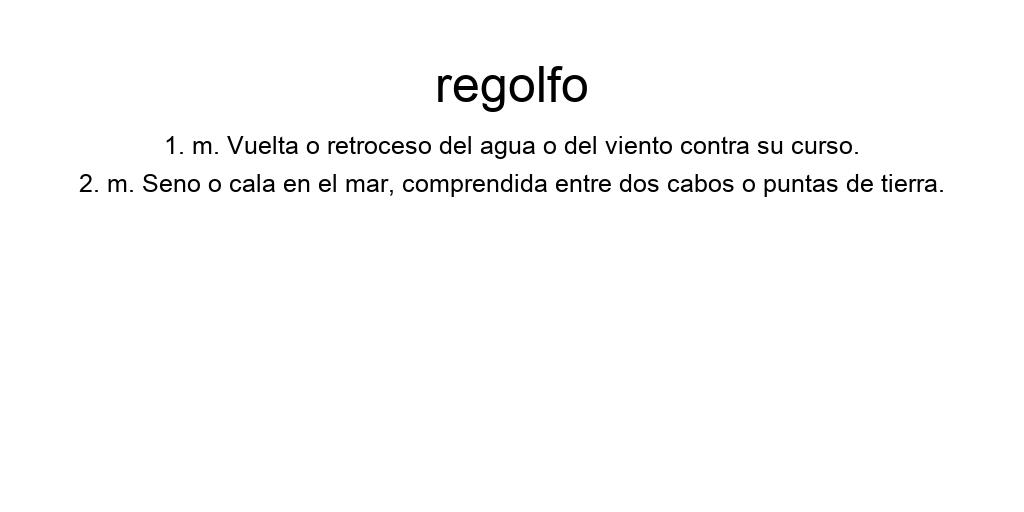 regolfo
1. m. Vuelta o retroceso del agua o del viento contra su curso.
2. m. Seno o cala en el mar, comprendida entre dos cabos o puntas de tierra.